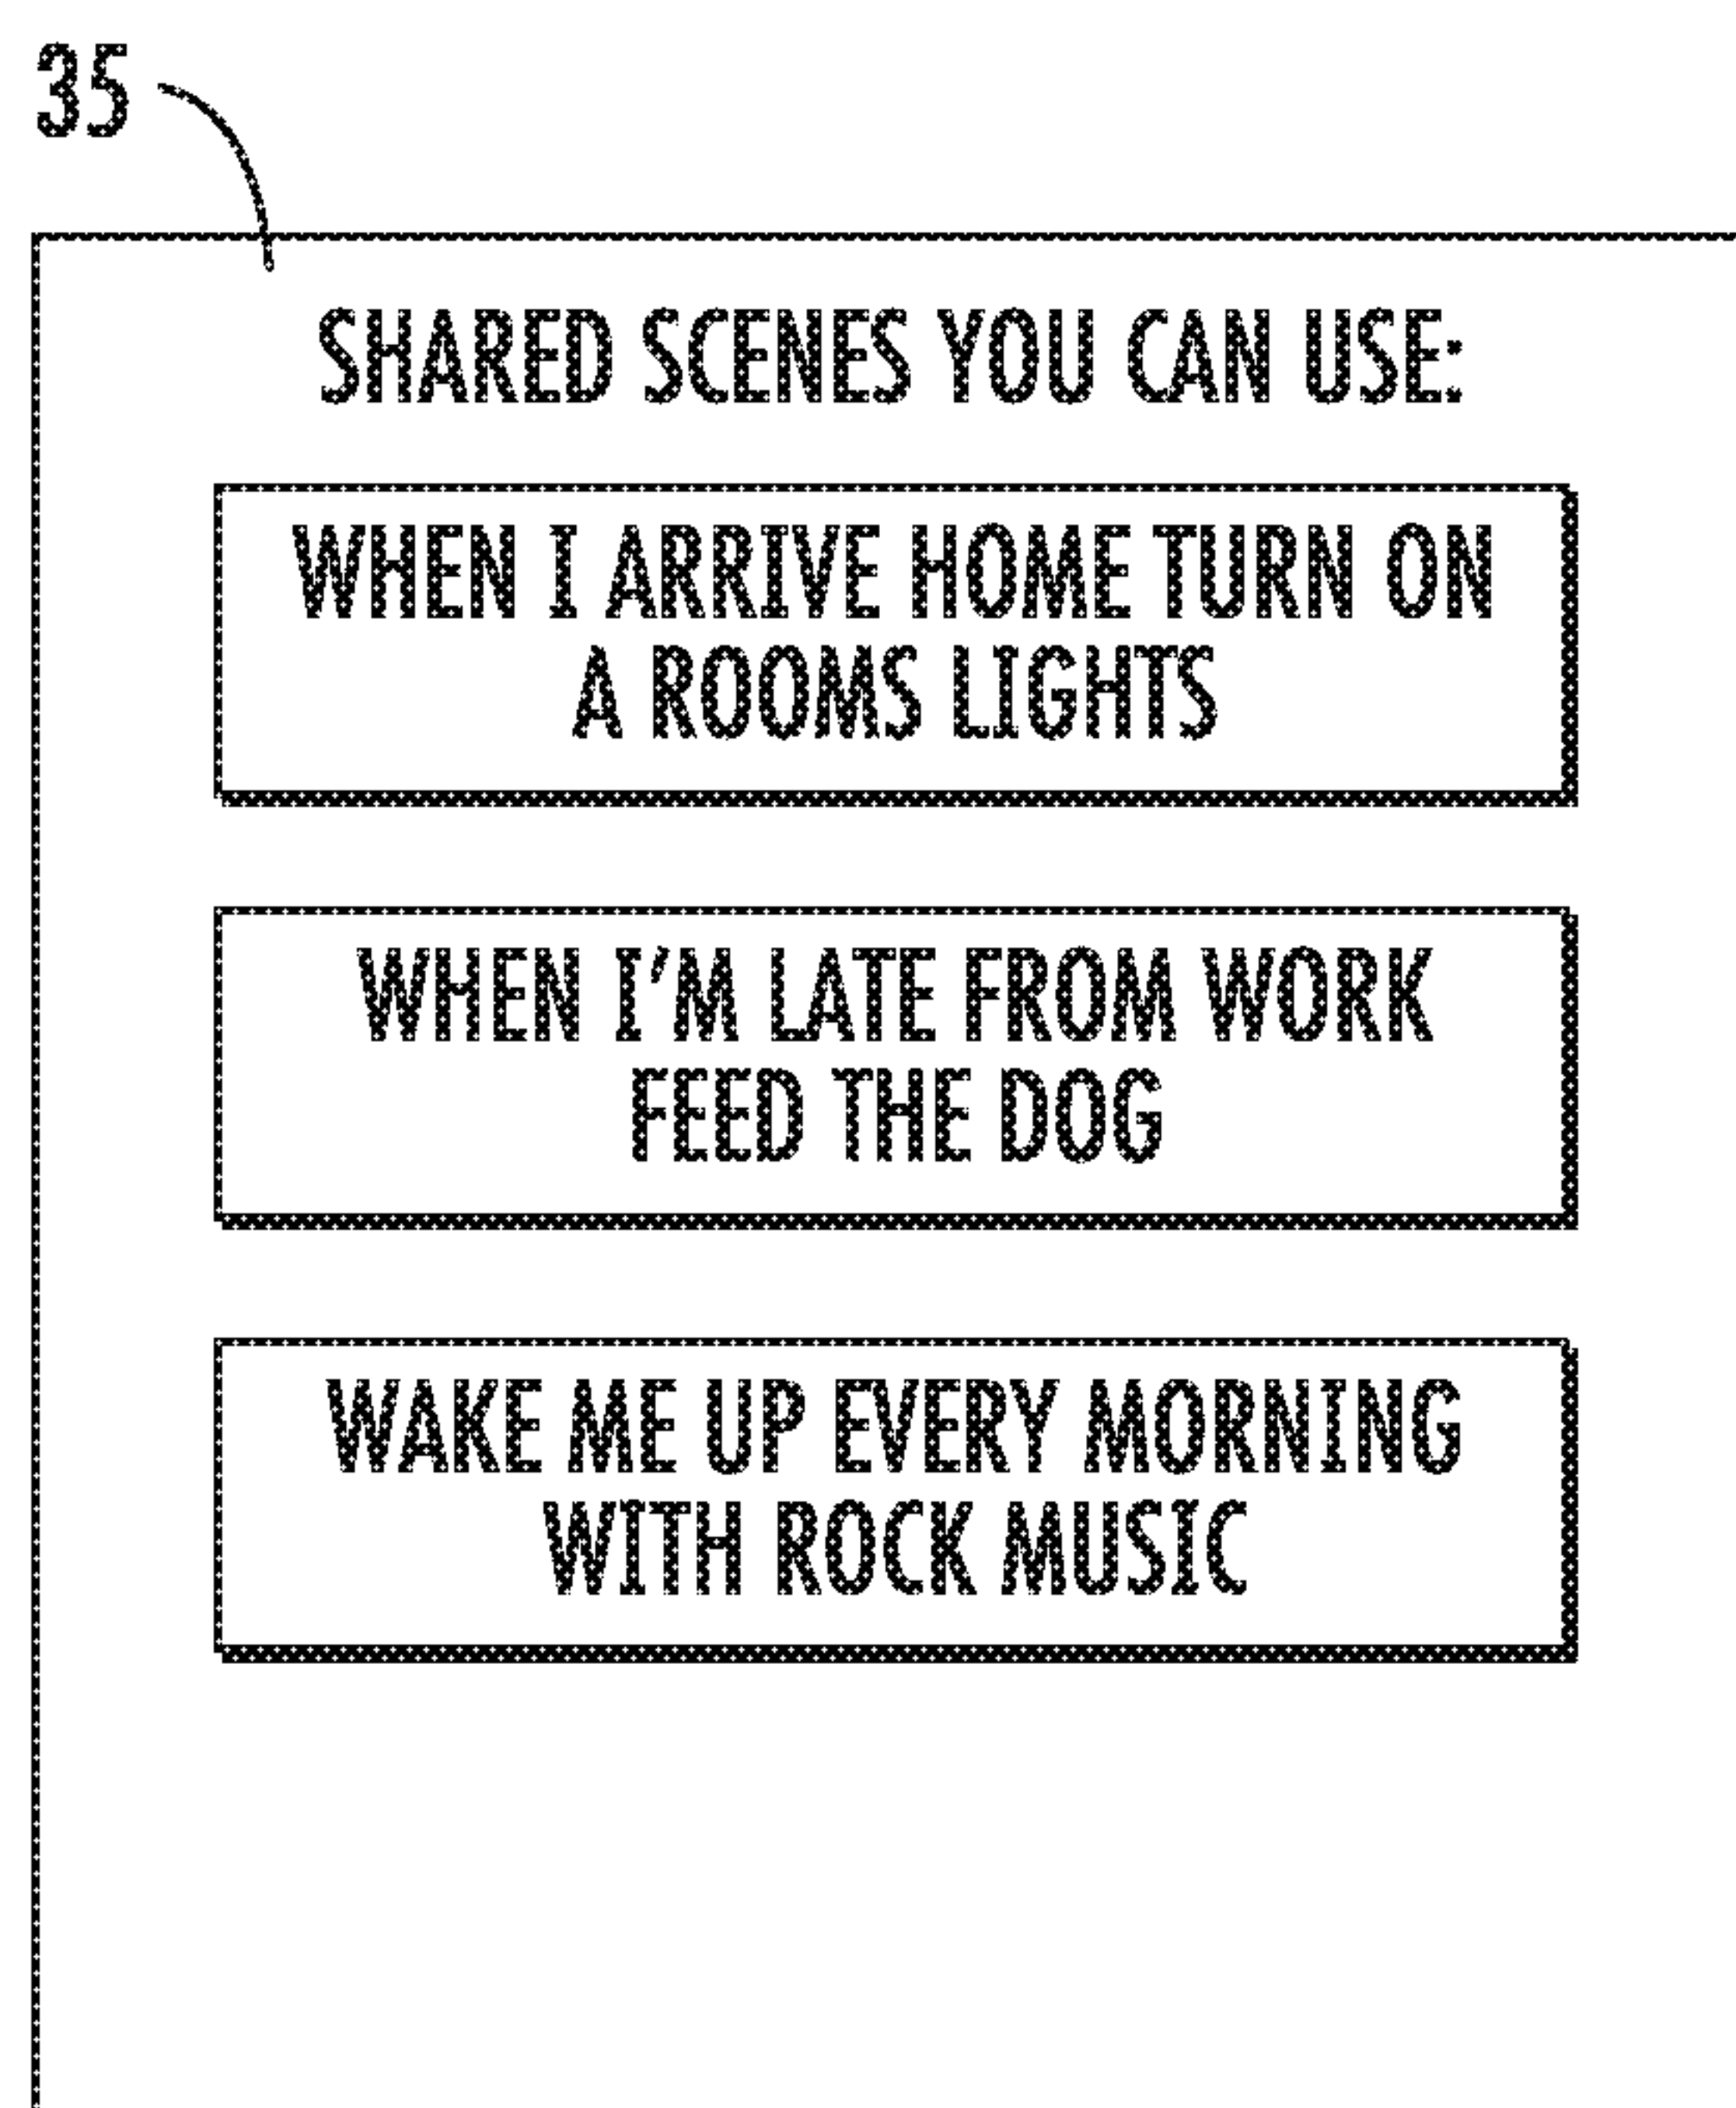 35
SHARED SCENES YOU CAN USE:
WHEN I ARRIVE HOME TURN ON
A ROOMS LIGHTS
WHEN I'M LATE FROM WORK
FEED THE DOG
WAKE ME UP EVERY MORNING
WITH ROCK MUSIC